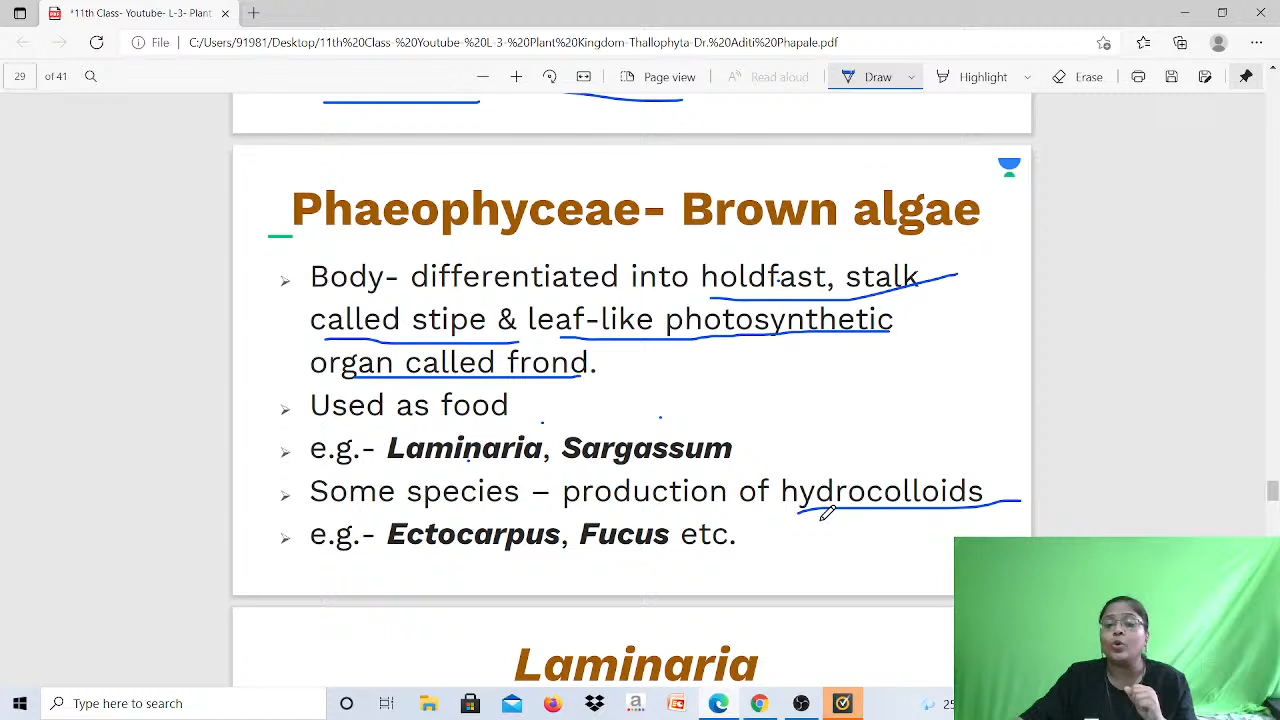 *11th Class- Youtube- L-3- Plant
File
C:/Users/91981/Desktop/11th%20Class-%20Youtube%20L-3%20-%20Plant%20Kingdom-Thallophyta-Dr.%20Aditi%20Phapale.pdf
29 of 41
Page view
Read aloud
Draw
Highlight
Erase
Phaeophyceae- Brown algae
Body- differentiated into holdfast, stalk
called stipe & leaf-like photosynthetic
organ called frond.
Used as food
e.g.- Laminaria, Sargassum
Some species – production of hydrocolloids
e.g.- Ectocarpus, Fucus etc.
Laminaria
Type here to search